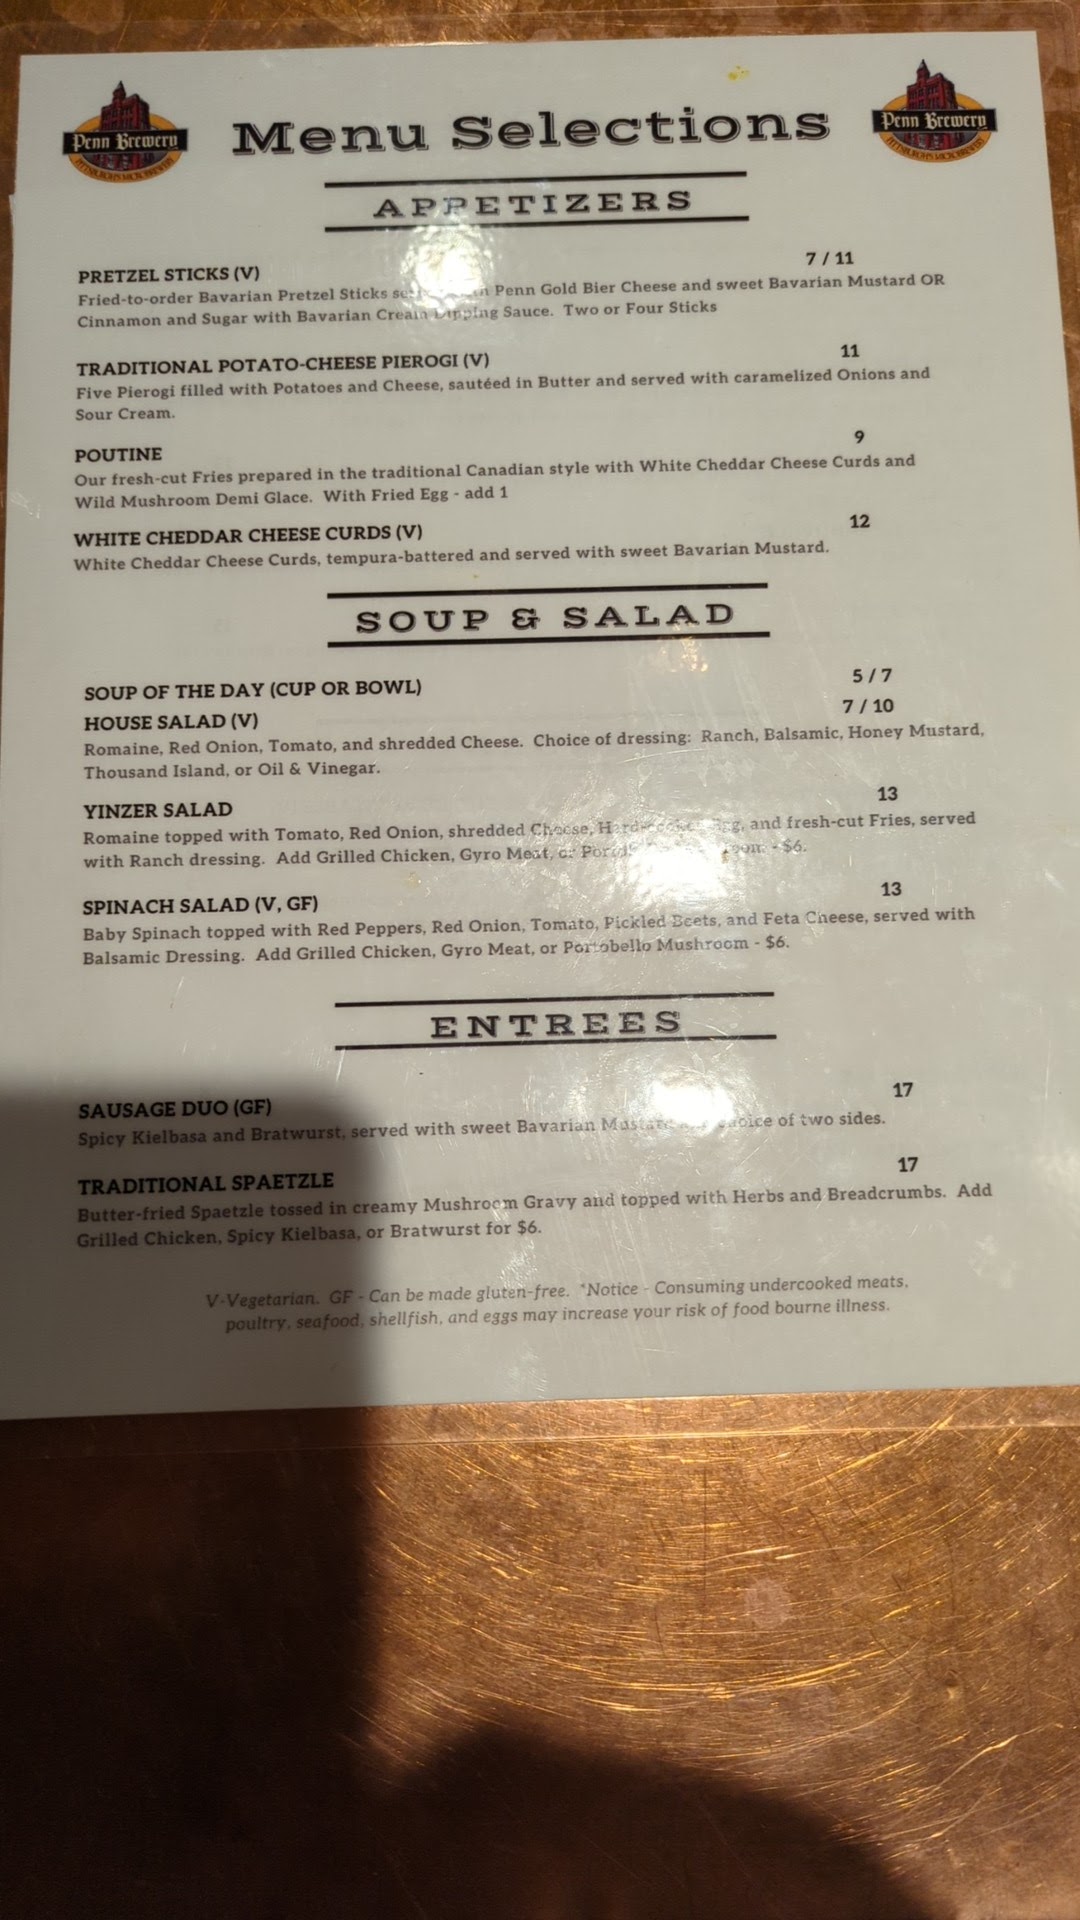 Penn Brewery
PITTSBURGH'S MICROBREWERY
Menu Selections
Penn Brewery
PITTSBURGH'S MICROBREWERY
APPETIZERS
PRETZEL STICKS (V) 7 / 11
Fried-to-order Bavarian Pretzel Sticks Penn Gold Bier Cheese and sweet Bavarian Mustard OR
Cinnamon and Sugar with Bavarian Cream Dipping Sauce. Two or Four Sticks
TRADITIONAL POTATO-CHEESE PIEROGI (V) 11
Five Pierogi filled with Potatoes and Cheese, sautéed in Butter and served with caramelized Onions and
Sour Cream.
POUTINE 9
Our fresh-cut Fries prepared in the traditional Canadian style with White Cheddar Cheese Curds and
Wild Mushroom Demi Glace. With Fried Egg - add 1
WHITE CHEDDAR CHEESE CURDS (V) 12
White Cheddar Cheese Curds, tempura-battered and served with sweet Bavarian Mustard.
SOUP & SALAD
SOUP OF THE DAY (CUP OR BOWL) 5 / 7
HOUSE SALAD (V) 7 / 10
Romaine, Red Onion, Tomato, and shredded Cheese. Choice of dressing: Ranch, Balsamic, Honey Mustard,
Thousand Island, or Oil & Vinegar.
YINZER SALAD 13
Romaine topped with Tomato, Red Onion, shredded Cheese, Hard-cooked Egg, and fresh-cut Fries, served
with Ranch dressing. Add Grilled Chicken, Gyro Meat, or - $6.
SPINACH SALAD (V, GF) 13
Baby Spinach topped with Red Peppers, Red Onion, Tomato, Pickled Beets, and Feta Cheese, served with
Balsamic Dressing. Add Grilled Chicken, Gyro Meat, or Portobello Mushroom - $6.
ENTREES
SAUSAGE DUO (GF) 17
Spicy Kielbasa and Bratwurst, served with sweet Bavarian Mustard choice of two sides.
TRADITIONAL SPAETZLE 17
Butter-fried Spaetzle tossed in creamy Mushroom Gravy and topped with Herbs and Breadcrumbs. Add
Grilled Chicken, Spicy Kielbasa, or Bratwurst for $6.
V-Vegetarian. GF - Can be made gluten-free. *Notice - Consuming undercooked meats,
poultry, seafood, shellfish, and eggs may increase your risk of food bourne illness.